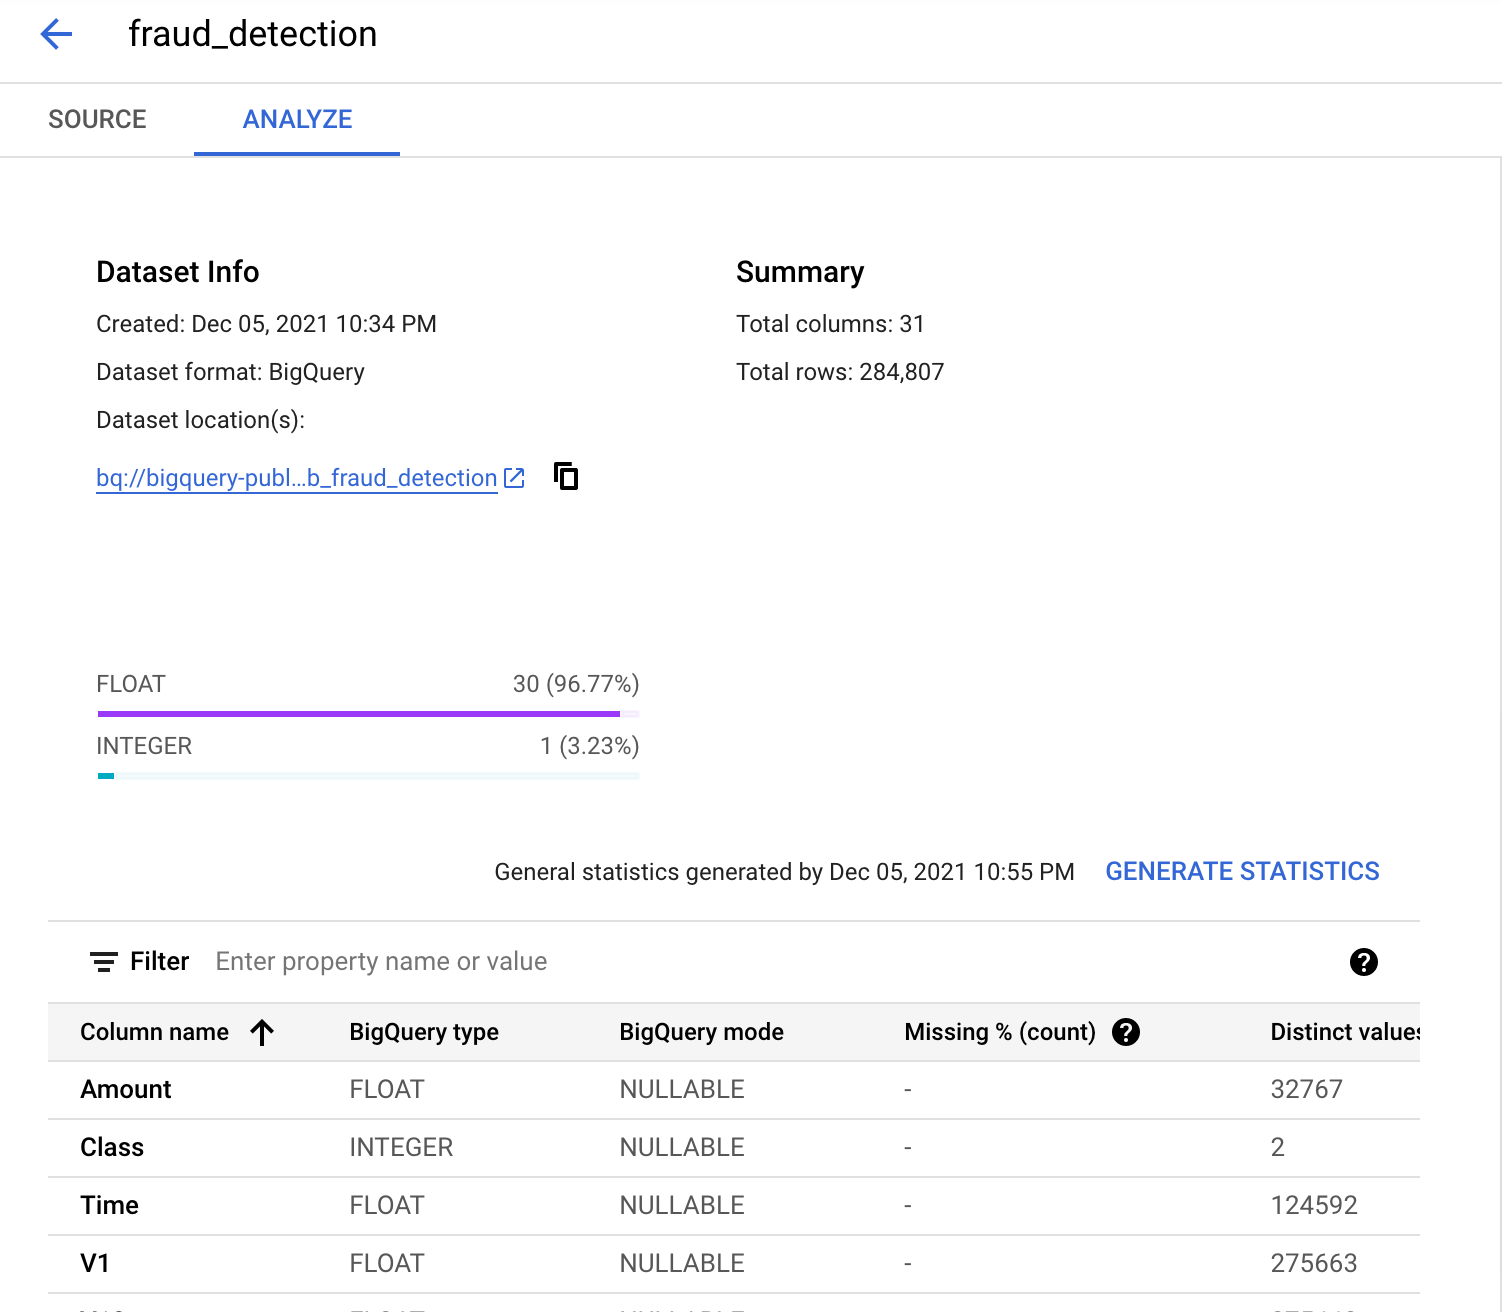 fraud_detection
SOURCE ANALYZE
Dataset Info
Created: Dec 05, 2021 10:34 PM
Dataset format: BigQuery
Dataset location(s):
bq://bigquery-publ...b_fraud_detection
Summary
Total columns: 31
Total rows: 284,807
FLOAT 30 (96.77%)
INTEGER 1 (3.23%)
General statistics generated by Dec 05, 2021 10:55 PM GENERATE STATISTICS
Filter Enter property name or value ?
Column name BigQuery type BigQuery mode Missing % (count) ? Distinct values
Amount FLOAT NULLABLE - 32767
Class INTEGER NULLABLE - 2
Time FLOAT NULLABLE - 124592
V1 FLOAT NULLABLE - 275663